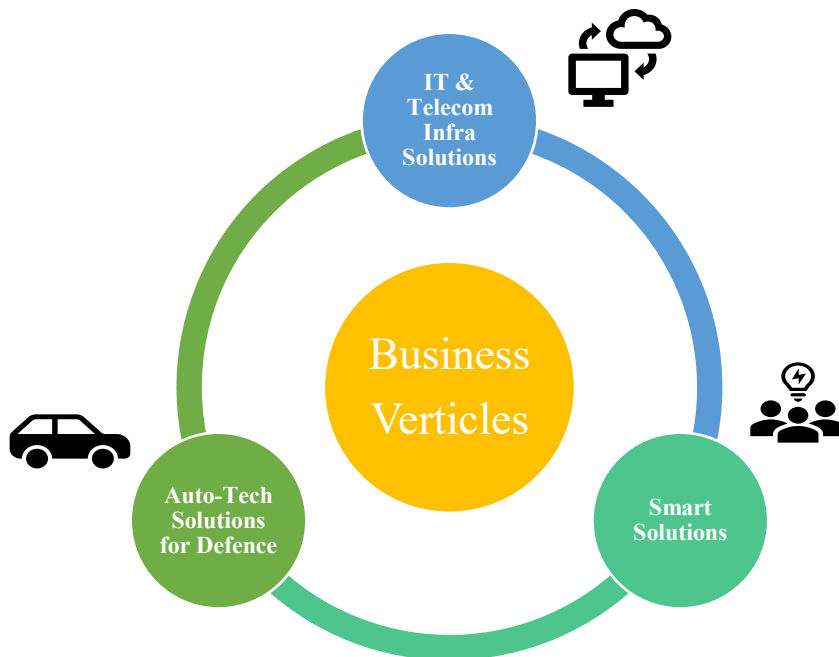 IT &
Telecom
Infra
Solutions
Business
Verticles
Auto-Tech
Solutions
for Defence
Smart
Solutions